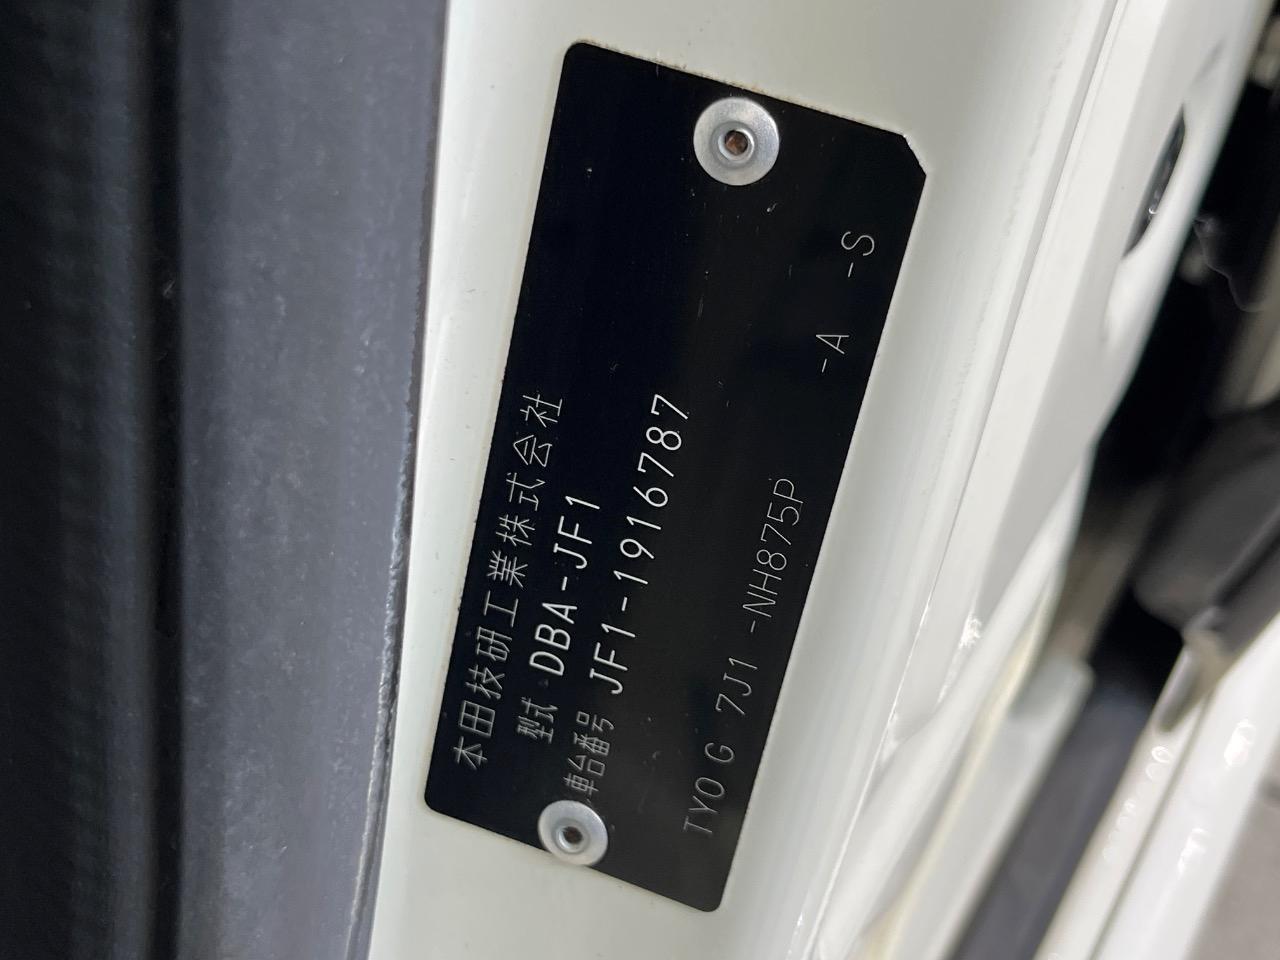 本田技研工業株式会社
型式 DBA-JF1
車台番号 JF1-1916787
TY0 G 7J1 -NH875P -A -S